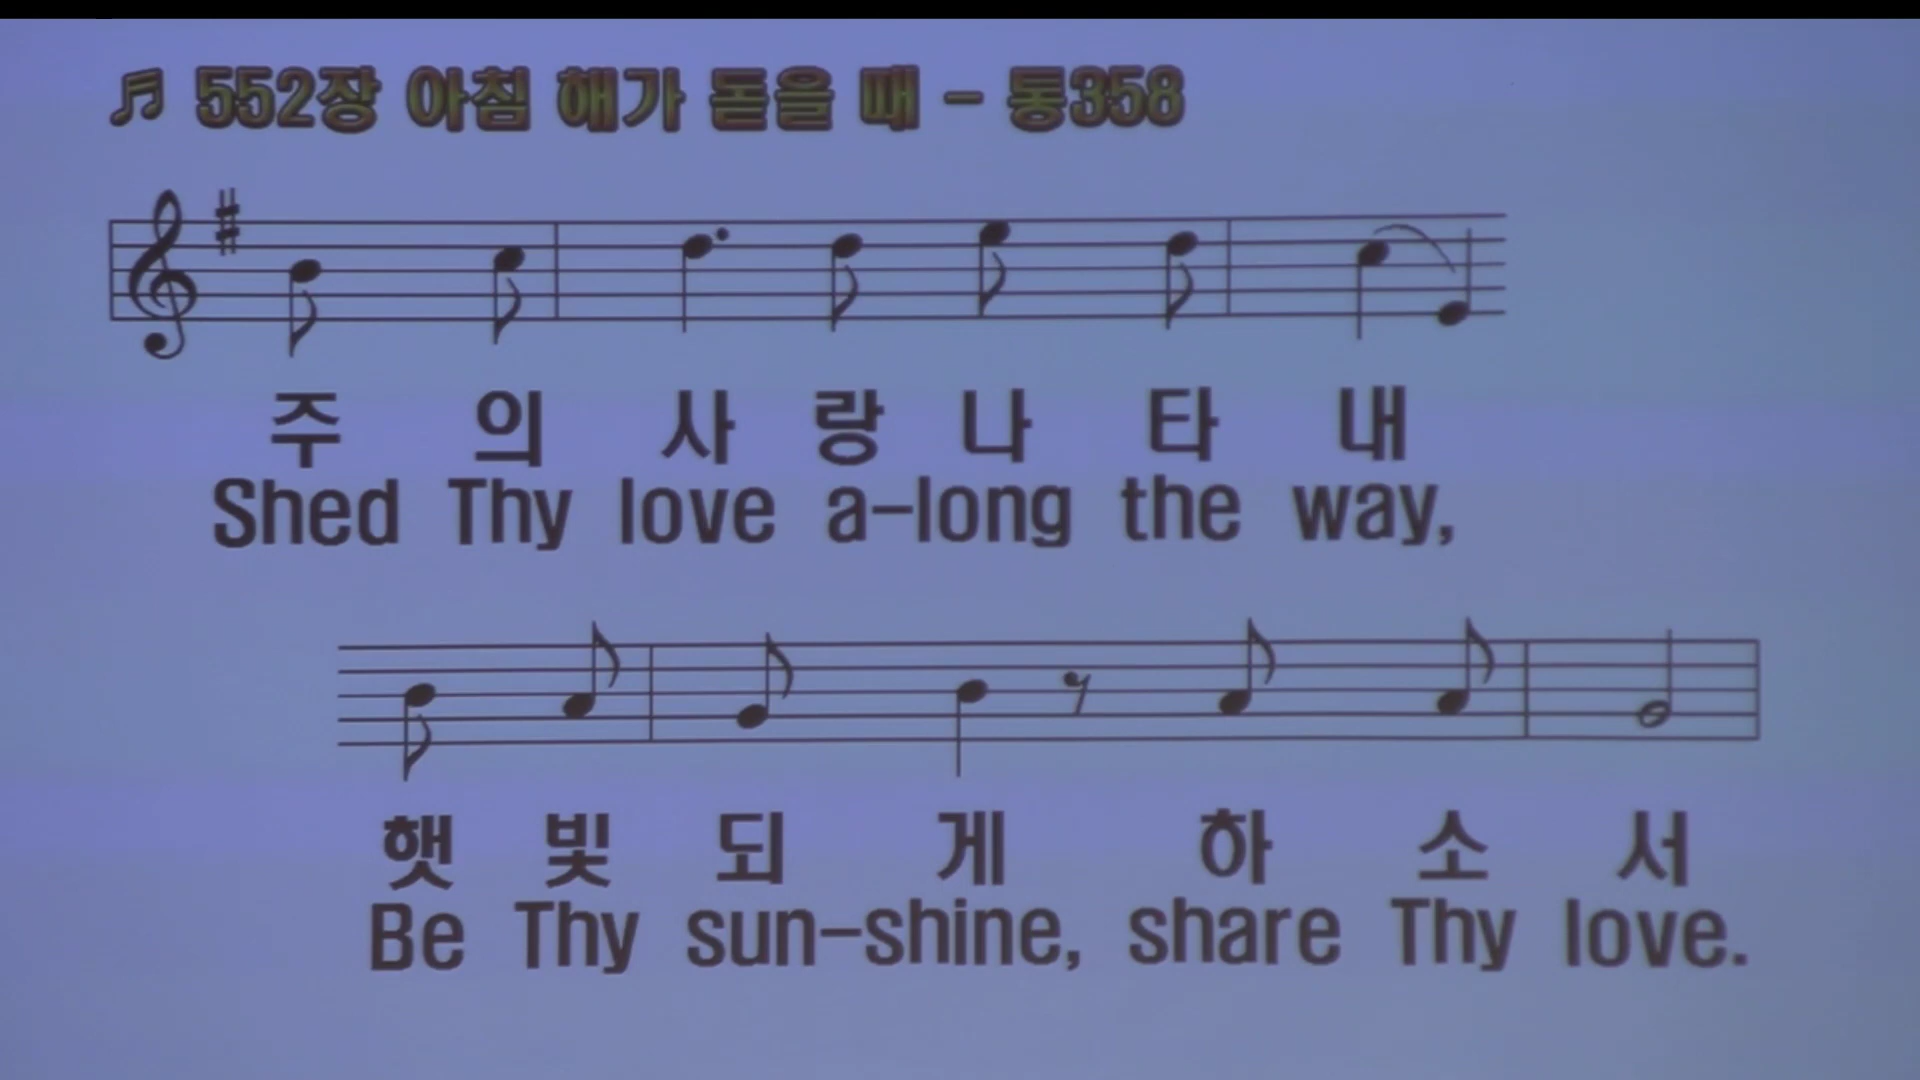 ♬ 552장 아침 해가 돋을 때 - 통358
주 의 사 랑 나 타 내
Shed Thy love a-long the way,
햇 빛 되 게 하 소 서
Be Thy sun-shine, share Thy love.